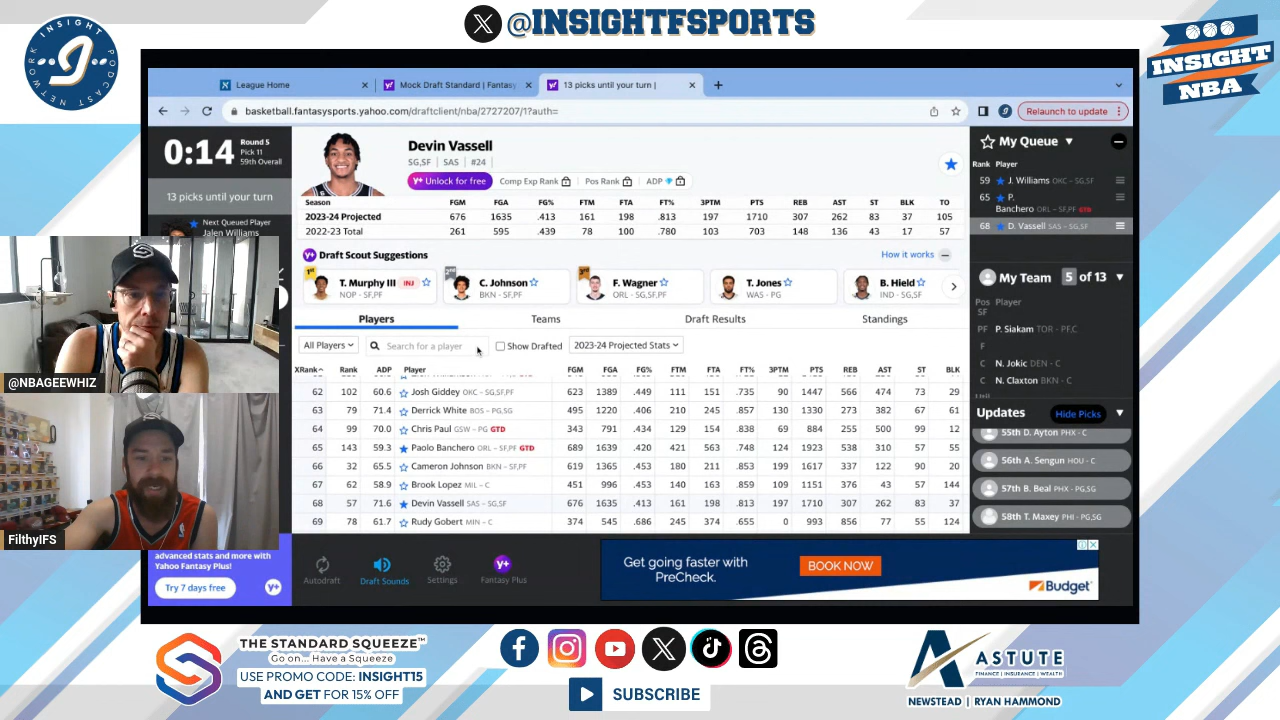 @INSIGHTFSPORTS
INSIGHT
PODCAST NETWORK
INSIGHT
NBA
League Home
Mock Draft Standard | Fantasy
13 picks until your turn |
basketball.fantasysports.yahoo.com/draftclient/nba/2727207/1?auth=
Relaunch to update
0:14
Round 5
Pick 11
59th Overall
13 picks until your turn
Next Queued Player
Jalen Williams
Devin Vassell
SG,SF | SAS | #24
Y+ Unlock for free
Comp Exp Rank
Pos Rank
ADP
Season FGM FGA FG% FTM FTA FT% 3PTM PTS REB AST ST BLK TO
2023-24 Projected 676 1635 .413 161 198 .813 197 1710 307 262 83 37 105
2022-23 Total 261 595 .439 78 100 .780 103 703 148 136 43 17 57
Y+ Draft Scout Suggestions
How it works
1st T. Murphy III INJ
NOP - SF,PF
2nd C. Johnson
BKN - SF,PF
3rd F. Wagner
ORL - SG,SF,PF
T. Jones
WAS - PG
B. Hield
IND - SG,SF
Players
Teams
Draft Results
Standings
All Players
Search for a player
Show Drafted
2023-24 Projected Stats
XRank Rank ADP Player FGM FGA FG% FTM FTA FT% 3PTM PTS REB AST ST BLK
62 102 60.6 Josh Giddey OKC – SG,SF,PF 623 1389 .449 111 151 .735 90 1447 566 474 73 29
63 79 71.4 Derrick White BOS – PG,SG 495 1220 .406 210 245 .857 130 1330 273 382 67 61
64 99 70.0 Chris Paul GSW – PG GTD 343 791 .434 129 154 .838 69 884 255 500 99 12
65 143 59.3 Paolo Banchero ORL – SF,PF GTD 689 1639 .420 421 563 .748 124 1923 538 310 57 55
66 32 65.5 Cameron Johnson BKN – SF,PF 619 1365 .453 180 211 .853 199 1617 337 122 90 20
67 62 58.9 Brook Lopez MIL – C 451 996 .453 140 163 .859 109 1151 376 43 57 144
68 57 71.6 Devin Vassell SAS – SG,SF 676 1635 .413 161 198 .813 197 1710 307 262 83 37
69 78 61.7 Rudy Gobert MIN – C 374 545 .686 245 374 .655 0 993 856 77 55 124
My Queue
Rank Player
59 J. Williams OKC - SG,SF
65 P.
Banchero ORL - SF,PF GTD
68 D. Vassell SAS - SG,SF
My Team 5 of 13
Pos Player
SF
PF P. Siakam TOR - PF,C
C N. Jokic DEN - C
C N. Claxton BKN - C
Updates
Hide Picks
55th D. Ayton PHX - C
56th A. Sengun HOU - C
57th B. Beal PHX - PG,SG
58th T. Maxey PHI - PG,SG
@NBAGEEWHIZ
FilthyIFS
advanced stats and more with
Yahoo Fantasy Plus!
Try 7 days free
Y+
Autodraft
Draft Sounds
Settings
Y+
Fantasy Plus
Get going faster with
PreCheck.
BOOK NOW
Budget
THE STANDARD SQUEEZE™
Go on... Have a Squeeze
USE PROMO CODE: INSIGHT15
AND GET FOR 15% OFF
SUBSCRIBE
ASTUTE
FINANCE | INSURANCE | WEALTH
NEWSTEAD | RYAN HAMMOND